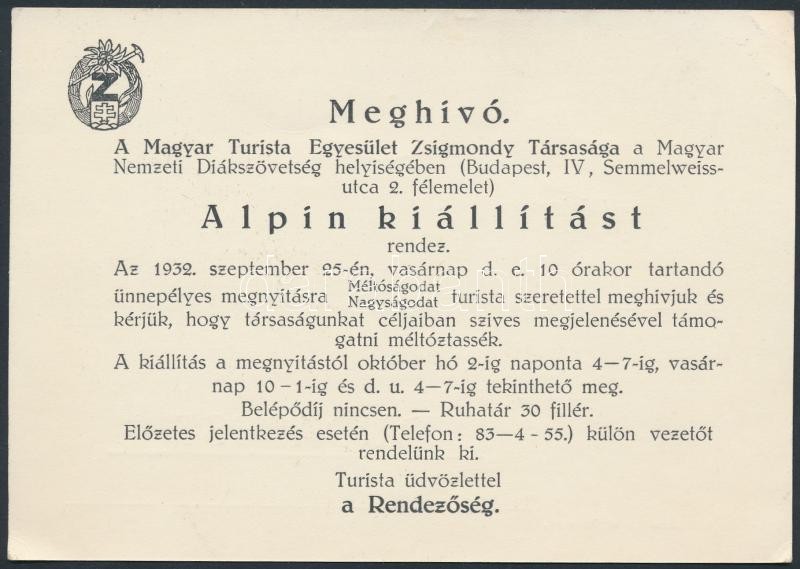 Z
Meghivó.
A Magyar Turista Egyesület Zsigmondy Társasága a Magyar
Nemzeti Diákszövetség helyiségében (Budapest, IV, Semmelweiss-
utca 2. félemelet)
Alpin kiállítást
rendez.
Az 1932. szeptember 25-én, vasárnap d. e. 10 órakor tartandó
ünnepélyes megnyitásra Méltóságodat Nagyságodat turista szeretettel meghivjuk és
kérjük, hogy társaságunkat céljaiban szives megjelenésével támo-
gatni méltóztassék.
A kiállítás a megnyitástól október hó 2-ig naponta 4—7-ig, vasár-
nap 10 – 1-ig és d. u. 4—7-ig tekinthető meg.
Belépődíj nincsen. — Ruhatár 30 fillér.
Előzetes jelentkezés esetén (Telefon: 83—4 - 55.) külön vezetőt
rendelünk ki.
Turista üdvözlettel
a Rendezőség.